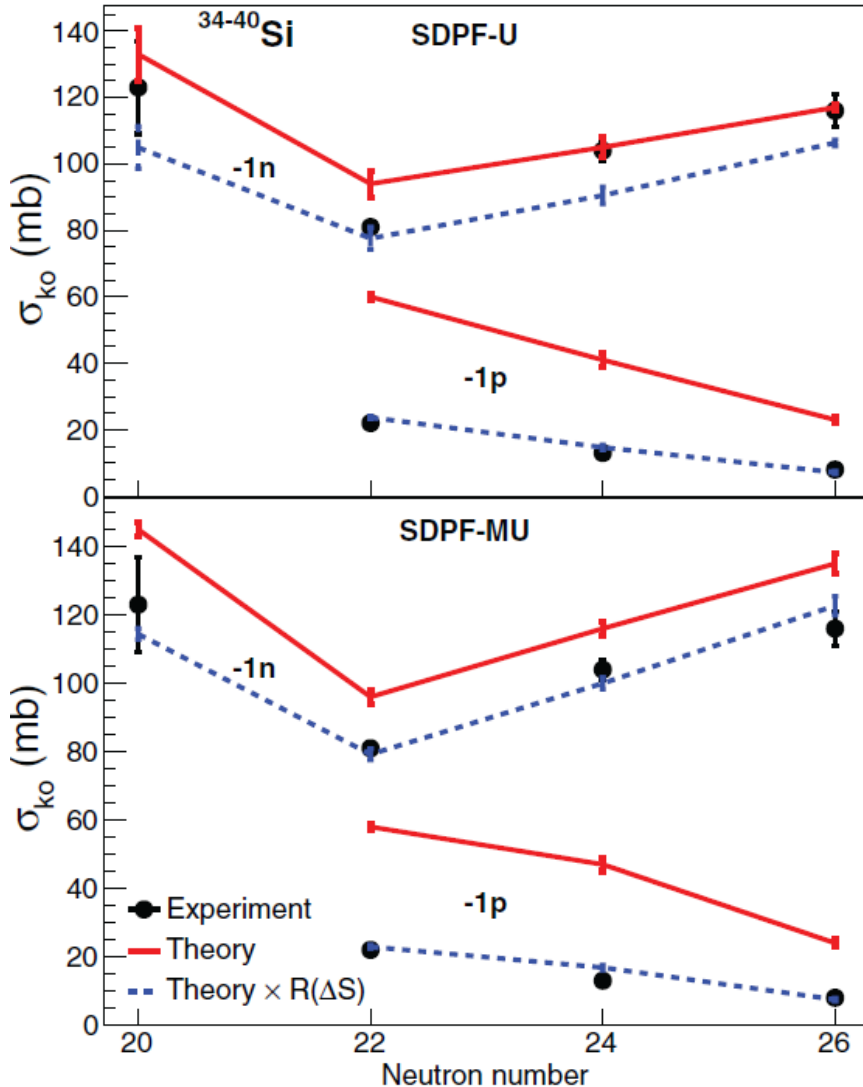 ³⁴⁻⁴⁰Si SDPF-U
140
120
100
80
60
40
20
0
σko (mb)
-1n
-1p
SDPF-MU
140
120
100
80
60
40
20
0
σko (mb)
-1n
-1p
Experiment
Theory
Theory × R(ΔS)
20 22 24 26
Neutron number